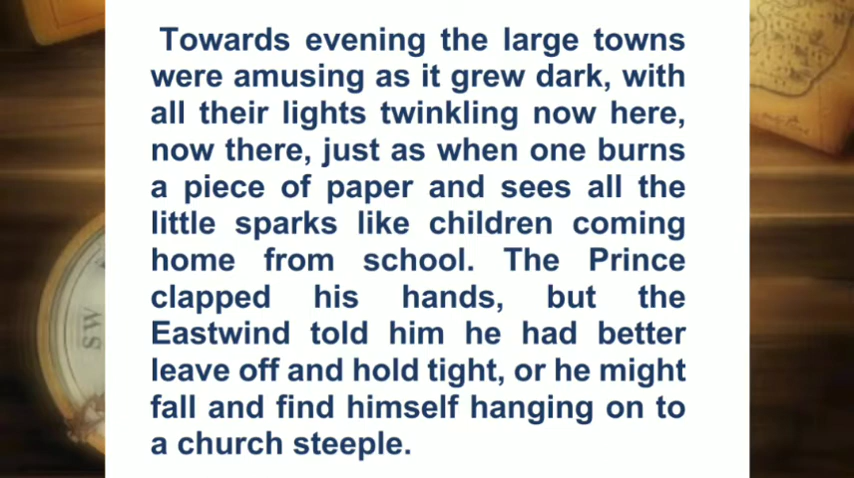 Towards evening the large towns
were amusing as it grew dark, with
all their lights twinkling now here,
now there, just as when one burns
a piece of paper and sees all the
little sparks like children coming
home from school. The Prince
clapped his hands, but the
Eastwind told him he had better
leave off and hold tight, or he might
fall and find himself hanging on to
a church steeple.
SW